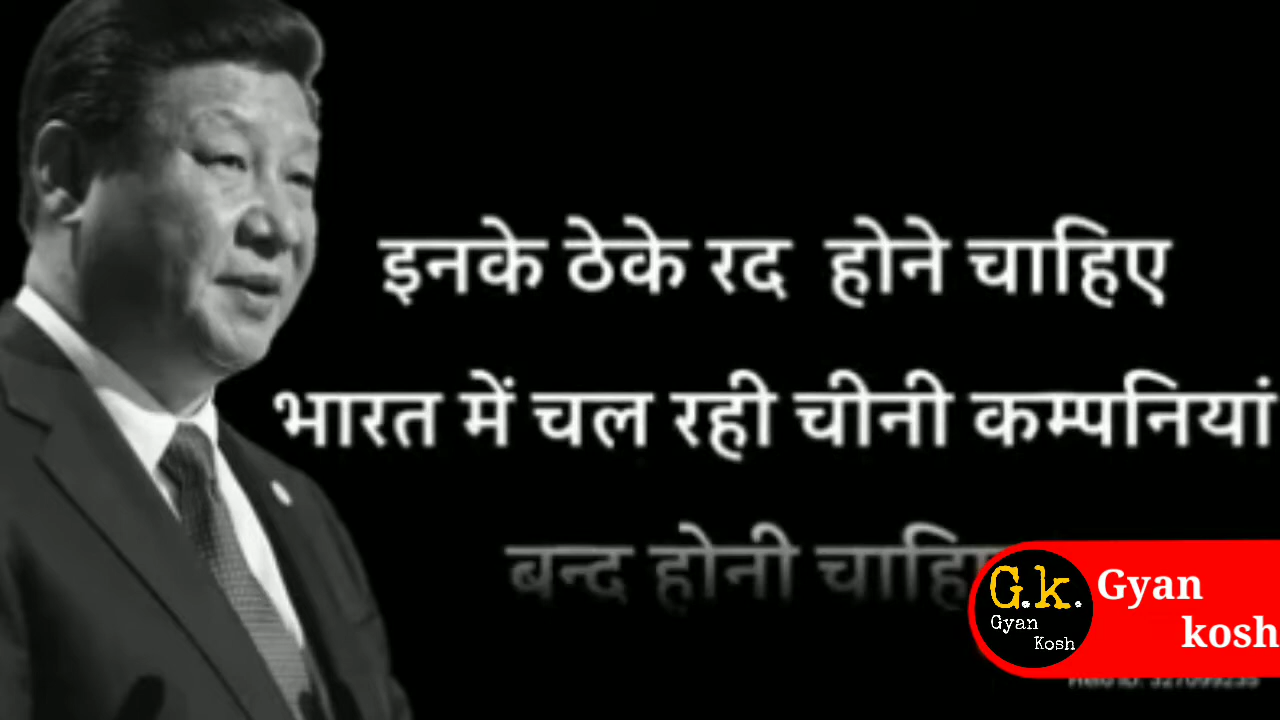 इनके ठेके रद होने चाहिए
भारत में चल रही चीनी कम्पनियां
बन्द होनी
G.k.
Gyan
Kosh
Gyan
kosh